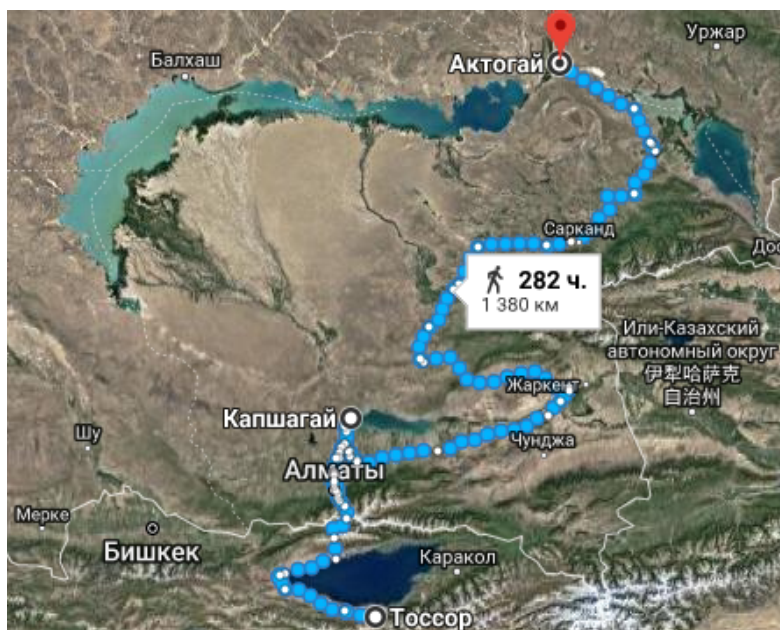 Уржар
Балхаш
Актогай
Сарканд
Дос
282 ч.
1 380 км
Или-Казахский
автономный округ
伊犁哈萨克
自治州
Жаркент
Капшагай
Чунджа
Шу
Алматы
Мерке
Бишкек
Каракол
Тоссор